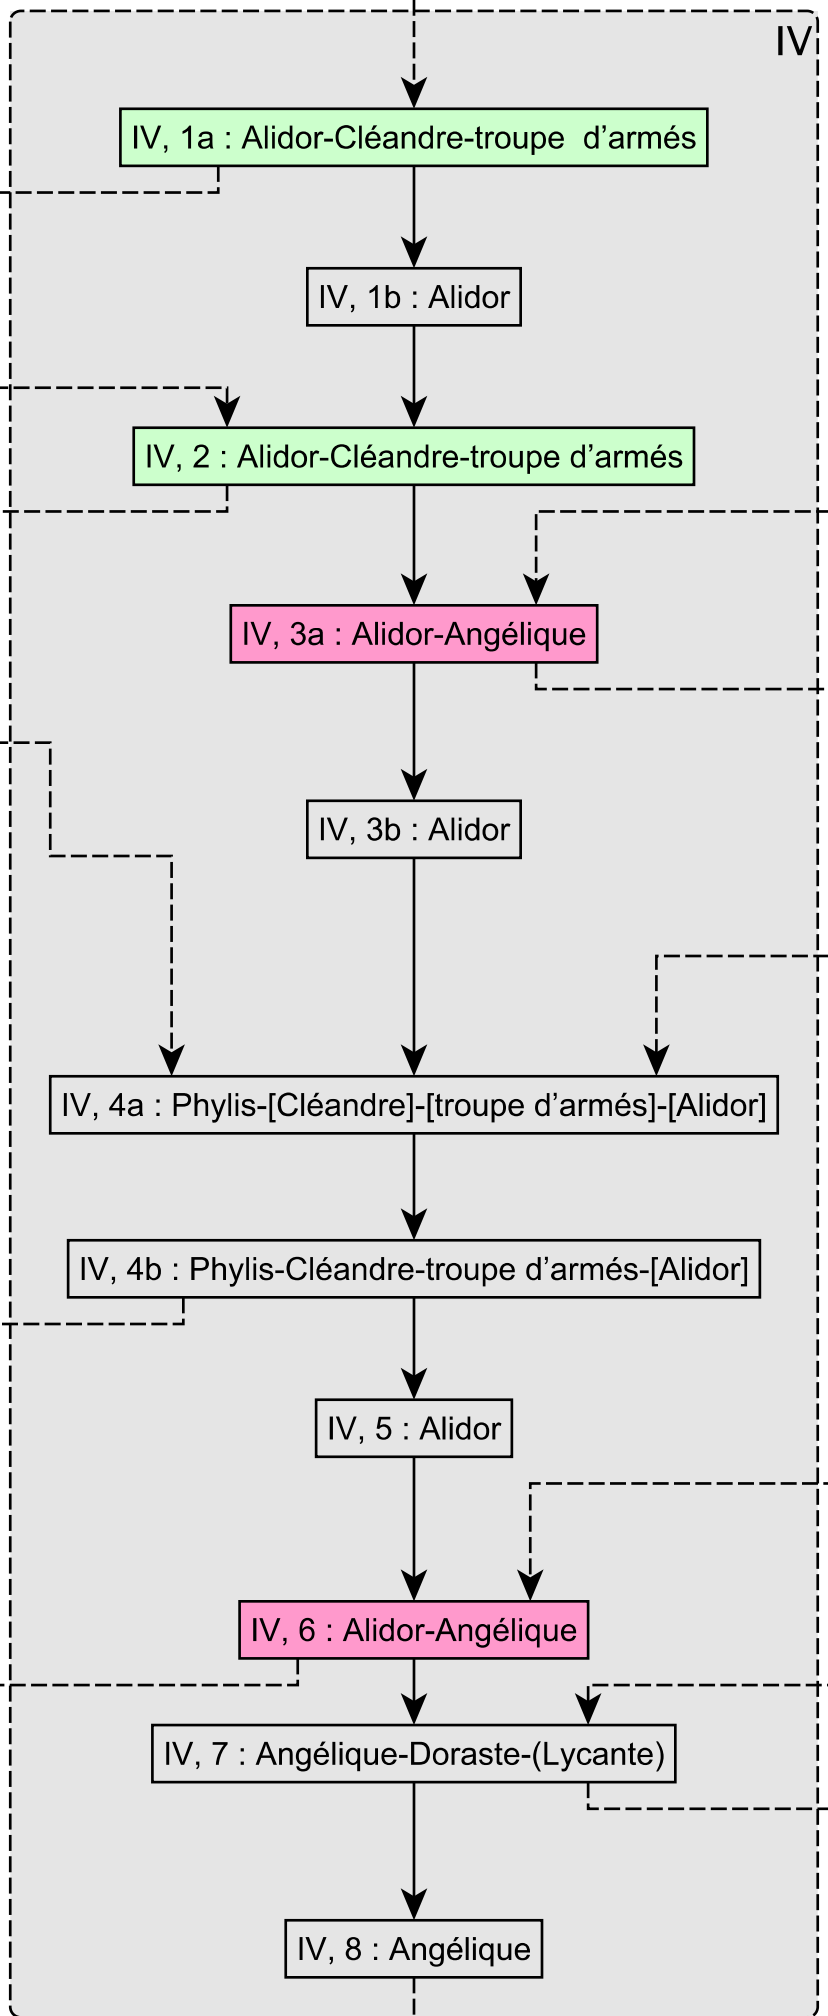 IV
IV, 1a : Alidor-Cléandre-troupe d’armés
IV, 1b : Alidor
IV, 2 : Alidor-Cléandre-troupe d’armés
IV, 3a : Alidor-Angélique
IV, 3b : Alidor
IV, 4a : Phylis-[Cléandre]-[troupe d’armés]-[Alidor]
IV, 4b : Phylis-Cléandre-troupe d’armés-[Alidor]
IV, 5 : Alidor
IV, 6 : Alidor-Angélique
IV, 7 : Angélique-Doraste-(Lycante)
IV, 8 : Angélique